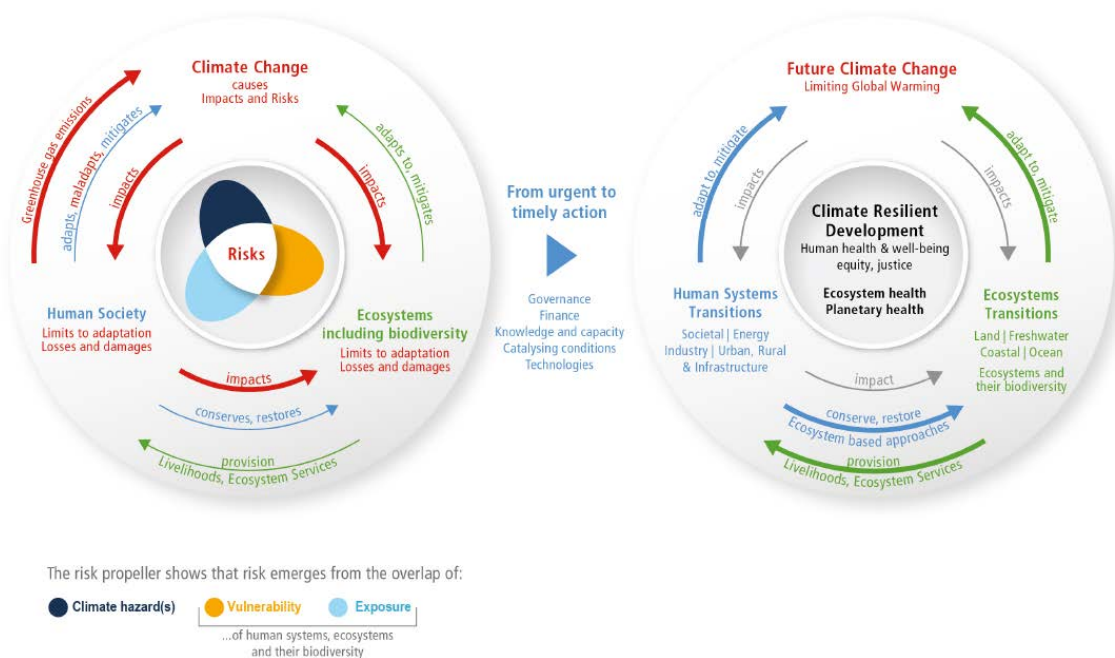 Climate Change
causes
Impacts and Risks
Greenhouse gas emissions
adapts, maladapts, mitigates
impacts
impacts
adapts to, mitigates
Risks
Human Society
Limits to adaptation
Losses and damages
Ecosystems
including biodiversity
Limits to adaptation
Losses and damages
impacts
conserves, restores
provision
Livelihoods, Ecosystem Services
From urgent to
timely action
Governance
Finance
Knowledge and capacity
Catalysing conditions
Technologies
Future Climate Change
Limiting Global Warming
adapt to, mitigate
impacts
impacts
adapt to, mitigate
Climate Resilient
Development
Human health & well-being
equity, justice
Ecosystem health
Planetary health
Human Systems
Transitions
Societal | Energy
Industry | Urban, Rural
& Infrastructure
Ecosystems
Transitions
Land | Freshwater
Coastal | Ocean
Ecosystems and
their biodiversity
impact
conserve, restore
Ecosystem based approaches
provision
Livelihoods, Ecosystem Services
The risk propeller shows that risk emerges from the overlap of:
Climate hazard(s) Vulnerability Exposure
...of human systems, ecosystems
and their biodiversity